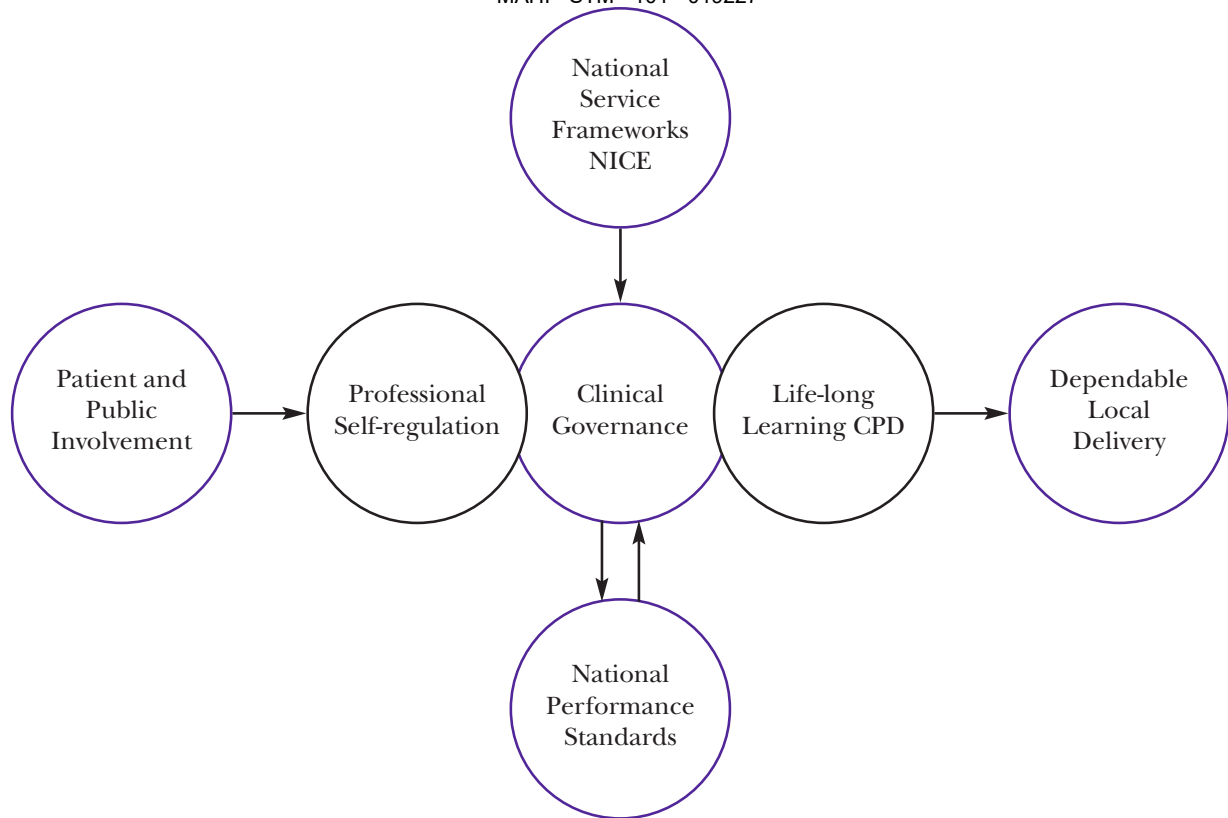 National
Service
Frameworks
NICE
Patient and
Public
Involvement
Professional
Self-regulation
Clinical
Governance
Life-long
Learning CPD
Dependable
Local
Delivery
National
Performance
Standards